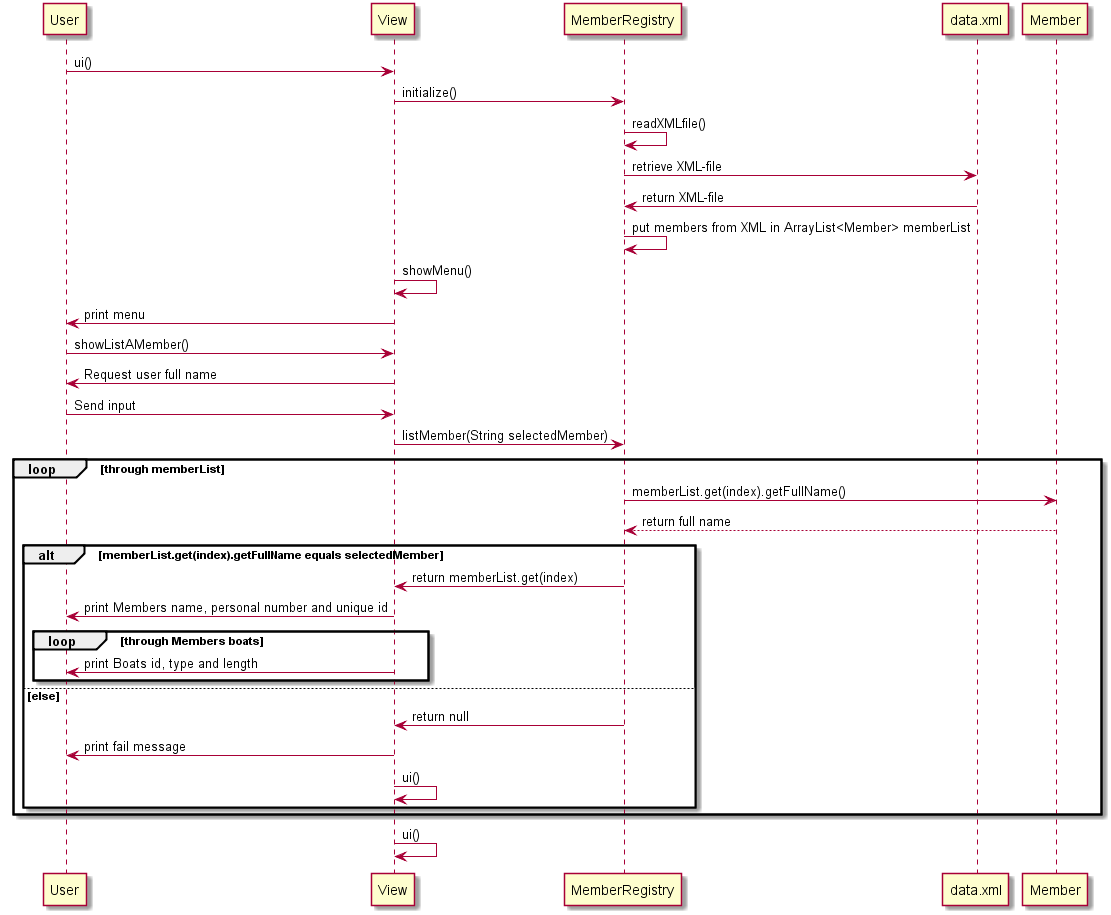 User View MemberRegistry data.xml Member
ui()
initialize()
readXMLfile()
retrieve XML-file
return XML-file
put members from XML in ArrayList<Member> memberList
showMenu()
print menu
showListAMember()
Request user full name
Send input
listMember(String selectedMember)
loop [through memberList]
memberList.get(index).getFullName()
return full name
alt [memberList.get(index).getFullName equals selectedMember]
return memberList.get(index)
print Members name, personal number and unique id
loop [through Members boats]
print Boats id, type and length
[else]
return null
print fail message
ui()
ui()
User View MemberRegistry data.xml Member